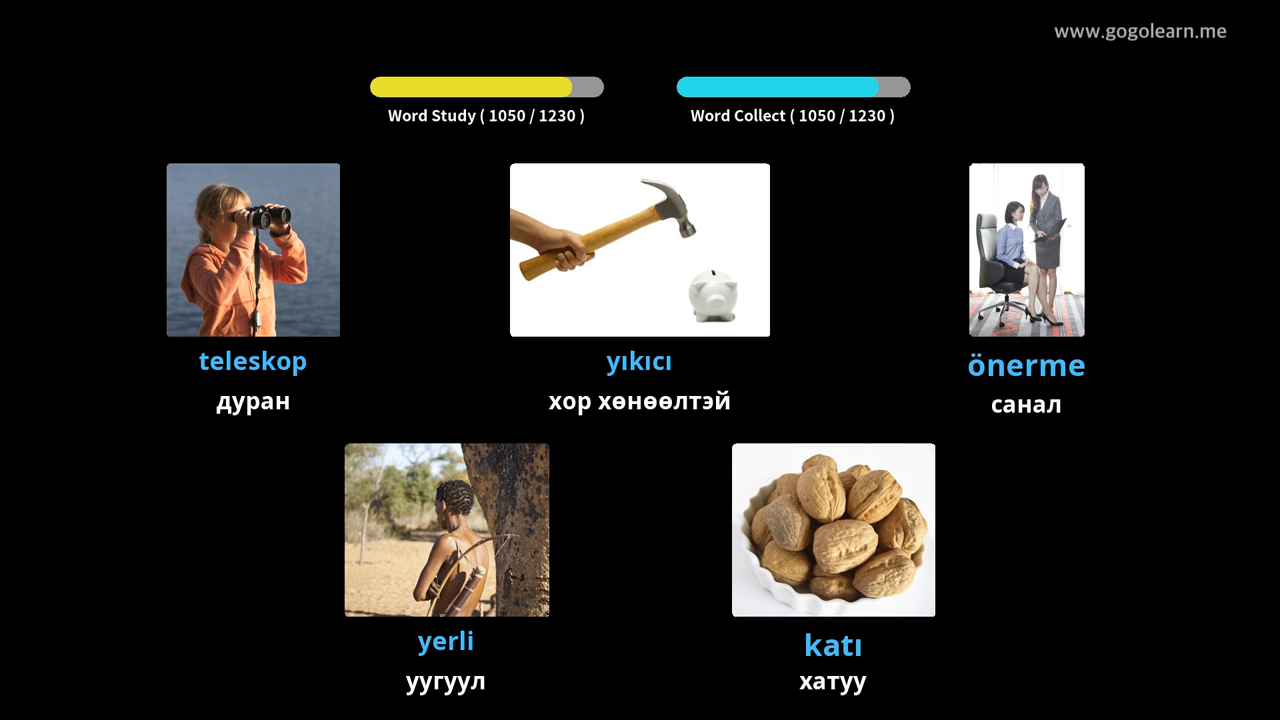 www.gogolearn.me
Word Study ( 1050 / 1230 )
Word Collect ( 1050 / 1230 )
teleskop
дуран
yıkıcı
хор хөнөөлтэй
önerme
санал
yerli
уугуул
katı
хатуу